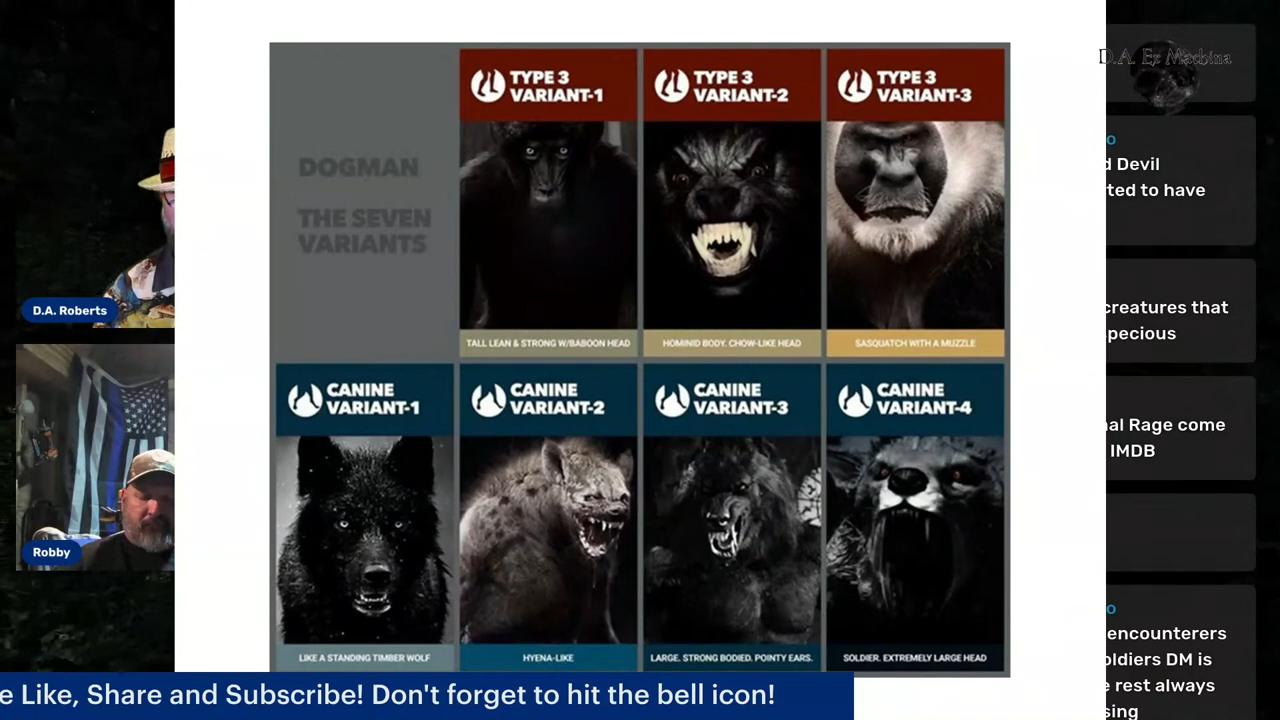 D.A. Ex Machina
DOGMAN
THE SEVEN
VARIANTS
TYPE 3
VARIANT-1
TALL LEAN & STRONG W/BABOON HEAD
TYPE 3
VARIANT-2
HOMINID BODY. CHOW-LIKE HEAD
TYPE 3
VARIANT-3
SASQUATCH WITH A MUZZLE
CANINE
VARIANT-1
LIKE A STANDING TIMBER WOLF
CANINE
VARIANT-2
HYENA-LIKE
CANINE
VARIANT-3
LARGE. STRONG BODIED. POINTY EARS.
CANINE
VARIANT-4
SOLDIER. EXTREMELY LARGE HEAD
D.A. Roberts
Robby
o
d Devil
ted to have
creatures that
specious
al Rage come
IMDB
o
encounterers
oldiers DM is
e rest always
sing
e Like, Share and Subscribe! Don't forget to hit the bell icon!